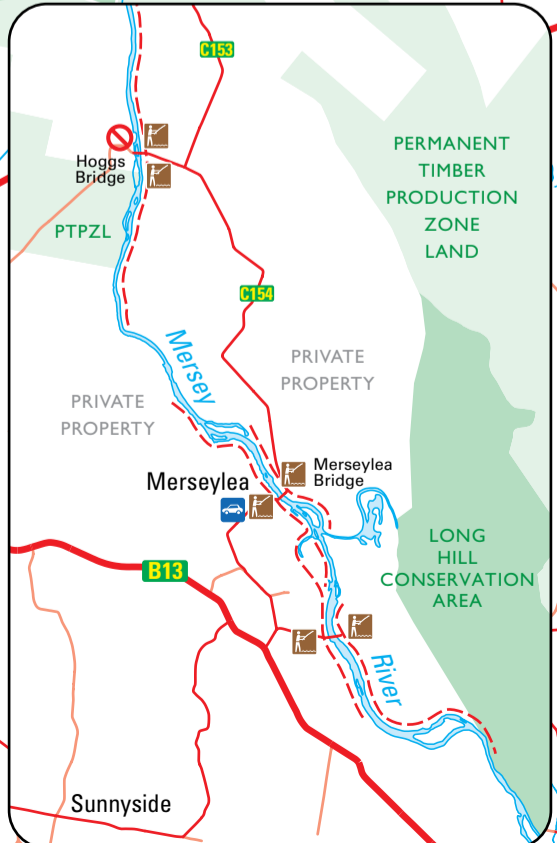 C153
Hoggs
Bridge
PERMANENT
TIMBER
PRODUCTION
ZONE
LAND
PTPZL
C154
Mersey
PRIVATE
PROPERTY
PRIVATE
PROPERTY
Merseylea
Bridge
Merseylea
LONG
HILL
CONSERVATION
AREA
B13
River
Sunnyside